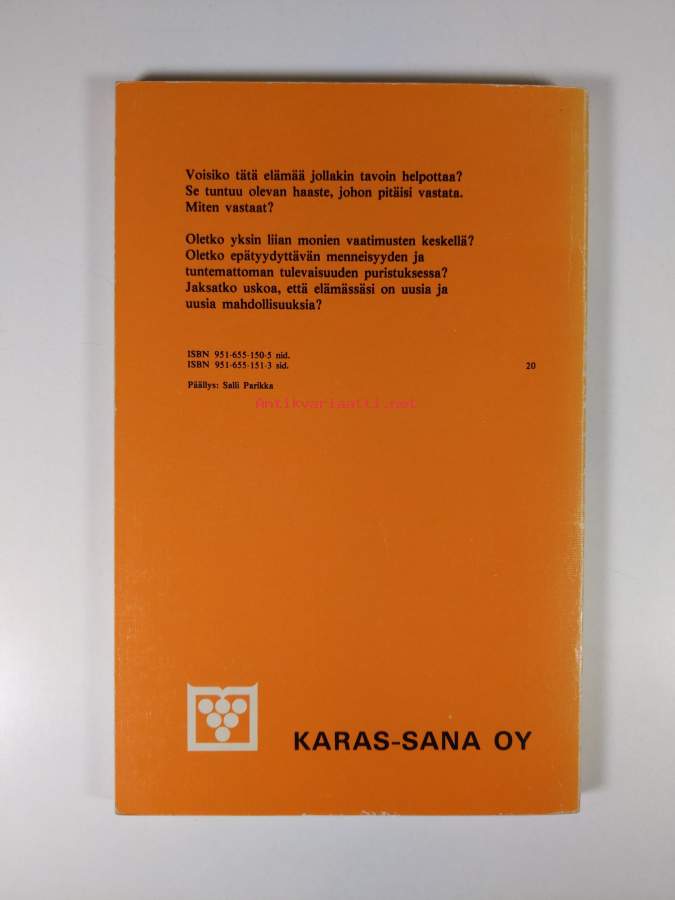 Voisiko tätä elämää jollakin tavoin helpottaa?
Se tuntuu olevan haaste, johon pitäisi vastata.
Miten vastaat?
Oletko yksin liian monien vaatimusten keskellä?
Oletko epätyydyttävän menneisyyden ja
tuntemattoman tulevaisuuden puristuksessa?
Jaksatko uskoa, että elämässäsi on uusia ja
uusia mahdollisuuksia?
ISBN 951-655-150-5 nid.
ISBN 951-655-151-3 sid.
20
Päällys: Salli Parikka
Antikvariaatti.net
KARAS-SANA OY